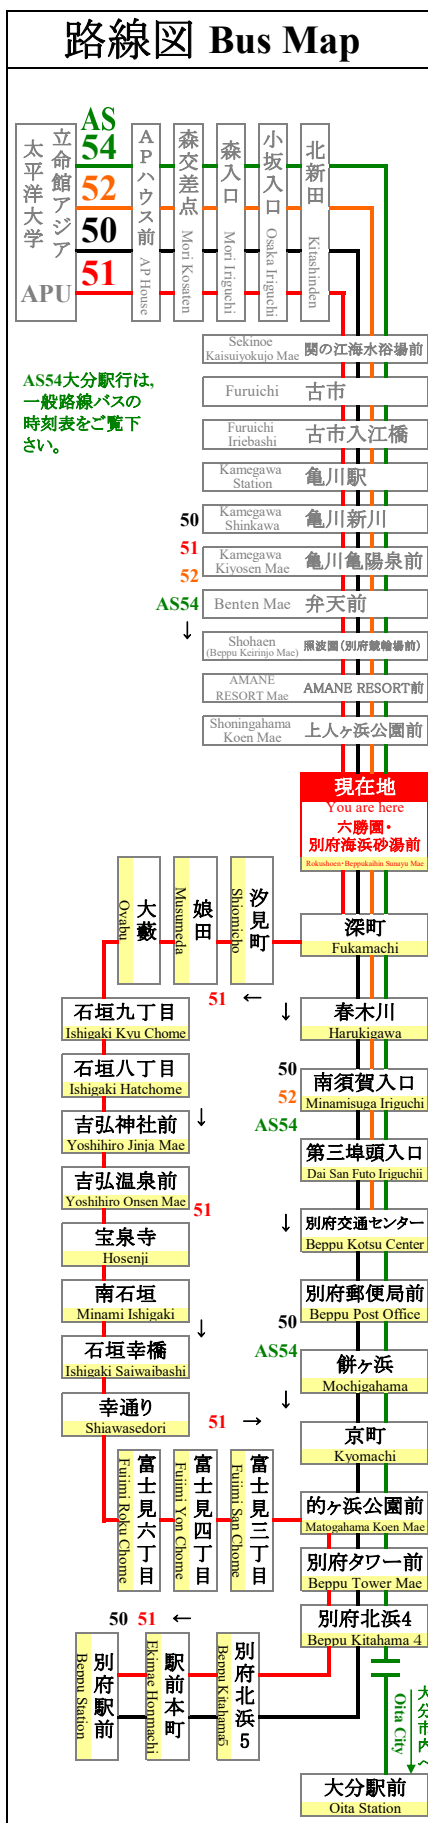 路線図 Bus Map
AS
54
52
50
51
立命館アジア
太平洋大学
APU
APハウス前
AP House
森交差点
Mori Kosaten
森入口
Mori Iriguchi
小坂入口
Osaka Iriguchi
北新田
Kitashinden
AS54大分駅行は、
一般路線バスの
時刻表をご覧下
さい。
Sekinoe
Kaisuiyokujo Mae
関の江海水浴場前
Furuichi
古市
Furuichi
Iriebashi
古市入江橋
Kamegawa
Station
亀川駅
Kamegawa
Shinkawa
亀川新川
Kamegawa
Kiyosen Mae
亀川亀陽泉前
Benten Mae
弁天前
Shohaen
(Beppu Keirinjo Mae)
照波園(別府競輪場前)
AMANE
RESORT Mae
AMANE RESORT前
Shoningahama
Koen Mae
上人ヶ浜公園前
50
51
52
AS54
↓
現在地
You are here
六勝園・
別府海浜砂湯前
Rokushoen・Beppukaihin Sunayu Mae
大藪
Oyabu
娘田
Musumeda
汐見町
Shiomicho
深町
Fukamachi
51 ←
↓
石垣九丁目
Ishigaki Kyu Chome
春木川
Harukigawa
石垣八丁目
Ishigaki Hatchome
50
52
AS54
南須賀入口
Minamisuga Iriguchi
吉弘神社前
Yoshihiro Jinja Mae
↓
第三埠頭入口
Dai San Futo Iriguchii
吉弘温泉前
Yoshihiro Onsen Mae
51
↓
別府交通センター
Beppu Kotsu Center
宝泉寺
Hosenji
南石垣
Minami Ishigaki
↓
50
AS54
↓
別府郵便局前
Beppu Post Office
石垣幸橋
Ishigaki Saiwaibashi
餅ヶ浜
Mochigahama
幸通り
Shiawasedori
51 →
京町
Kyomachi
富士見六丁目
Fujimi Roku Chome
富士見四丁目
Fujimi Yon Chome
富士見三丁目
Fujimi San Chome
的ヶ浜公園前
Matogahama Koen Mae
別府タワー前
Beppu Tower Mae
別府北浜4
Beppu Kitahama 4
50 51 ←
別府駅前
Beppu Station
駅前本町
Ekimae Honmachi
別府北浜5
Beppu Kitahama5
大分市内へ
Oita City
大分駅前
Oita Station